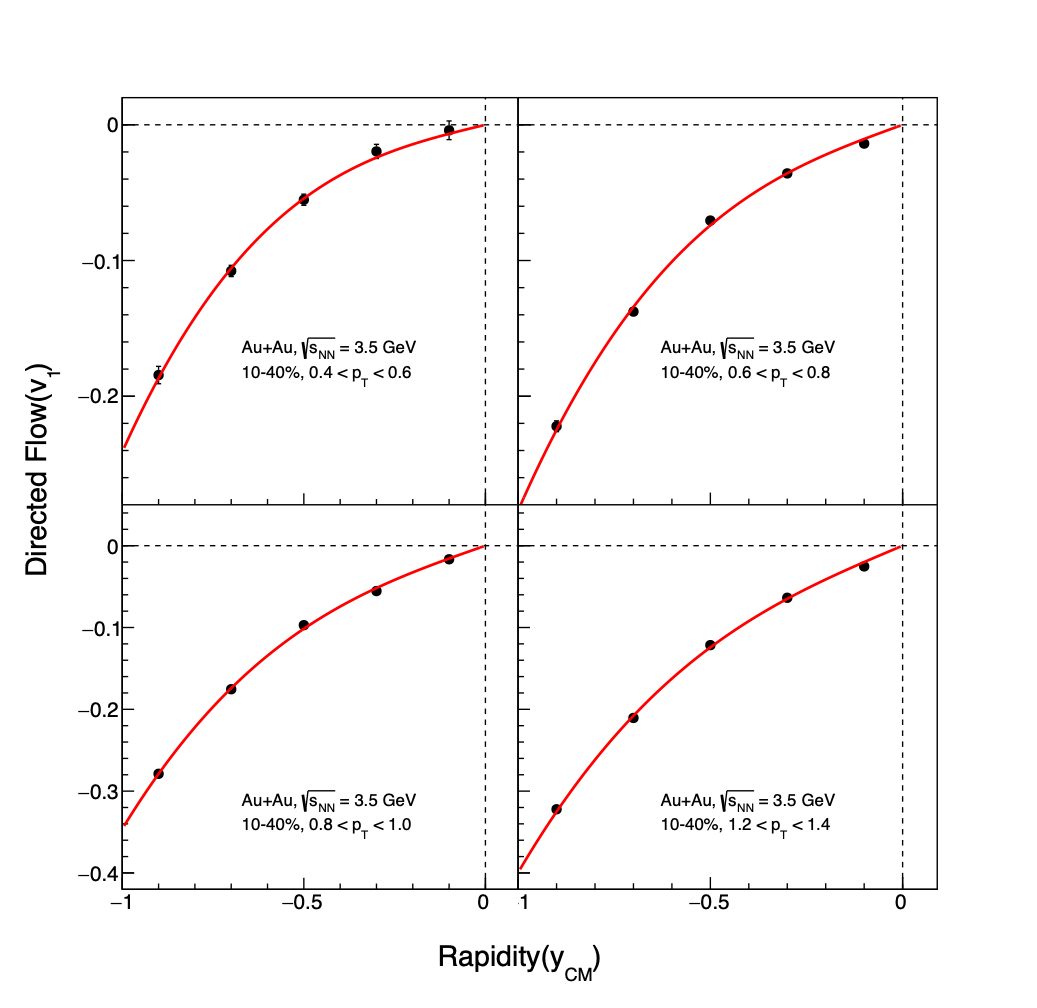 0
−0.1
−0.2
Au+Au, √sNN = 3.5 GeV
10-40%, 0.4 < pT < 0.6
Au+Au, √sNN = 3.5 GeV
10-40%, 0.6 < pT < 0.8
Directed Flow(v1)
0
−0.1
−0.2
−0.3
−0.4
Au+Au, √sNN = 3.5 GeV
10-40%, 0.8 < pT < 1.0
Au+Au, √sNN = 3.5 GeV
10-40%, 1.2 < pT < 1.4
−1 −0.5 0 1 −0.5 0
Rapidity(yCM)